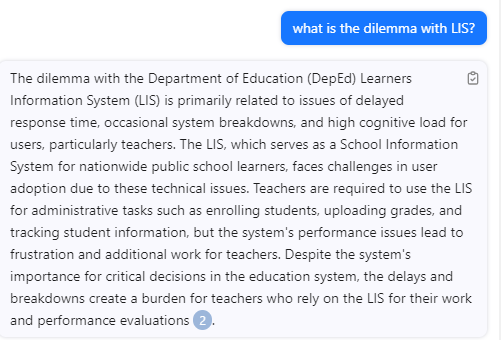 what is the dilemma with LIS?
The dilemma with the Department of Education (DepEd) Learners
Information System (LIS) is primarily related to issues of delayed
response time, occasional system breakdowns, and high cognitive load for
users, particularly teachers. The LIS, which serves as a School Information
System for nationwide public school learners, faces challenges in user
adoption due to these technical issues. Teachers are required to use the LIS
for administrative tasks such as enrolling students, uploading grades, and
tracking student information, but the system's performance issues lead to
frustration and additional work for teachers. Despite the system's
importance for critical decisions in the education system, the delays and
breakdowns create a burden for teachers who rely on the LIS for their work
and performance evaluations 2.